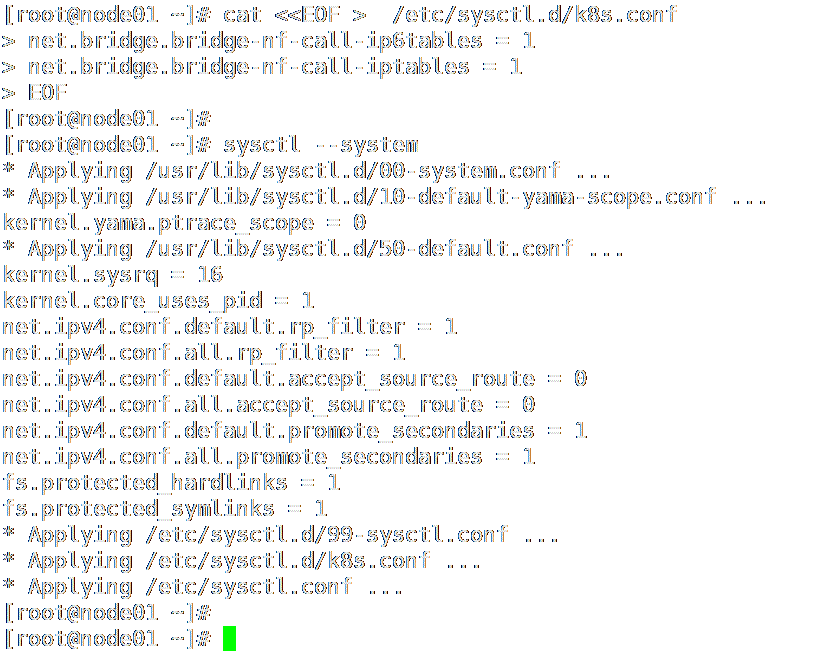 [root@node01 ~]# cat <<EOF >  /etc/sysctl.d/k8s.conf
> net.bridge.bridge-nf-call-ip6tables = 1
> net.bridge.bridge-nf-call-iptables = 1
> EOF
[root@node01 ~]#
[root@node01 ~]# sysctl --system
* Applying /usr/lib/sysctl.d/00-system.conf ...
* Applying /usr/lib/sysctl.d/10-default-yama-scope.conf ...
kernel.yama.ptrace_scope = 0
* Applying /usr/lib/sysctl.d/50-default.conf ...
kernel.sysrq = 16
kernel.core_uses_pid = 1
net.ipv4.conf.default.rp_filter = 1
net.ipv4.conf.all.rp_filter = 1
net.ipv4.conf.default.accept_source_route = 0
net.ipv4.conf.all.accept_source_route = 0
net.ipv4.conf.default.promote_secondaries = 1
net.ipv4.conf.all.promote_secondaries = 1
fs.protected_hardlinks = 1
fs.protected_symlinks = 1
* Applying /etc/sysctl.d/99-sysctl.conf ...
* Applying /etc/sysctl.d/k8s.conf ...
* Applying /etc/sysctl.conf ...
[root@node01 ~]#
[root@node01 ~]#